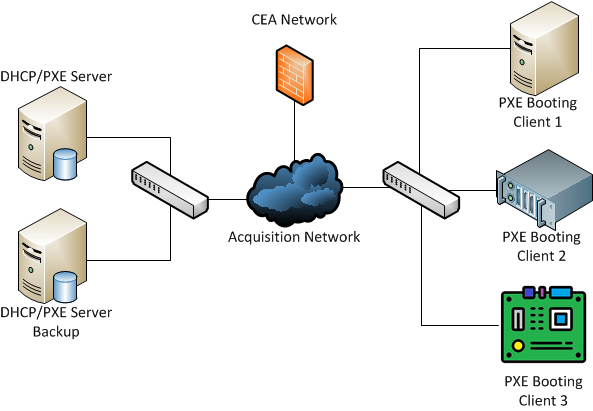 CEA Network
DHCP/PXE Server
PXE Booting
Client 1
Acquisition Network
PXE Booting
Client 2
DHCP/PXE Server
Backup
PXE Booting
Client 3